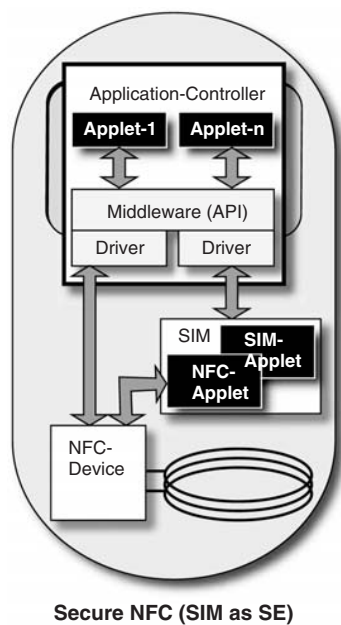 Application-Controller
Applet-1 Applet-n
Middleware (API)
Driver Driver
SIM
SIM-
Applet
NFC-
Applet
NFC-
Device
Secure NFC (SIM as SE)